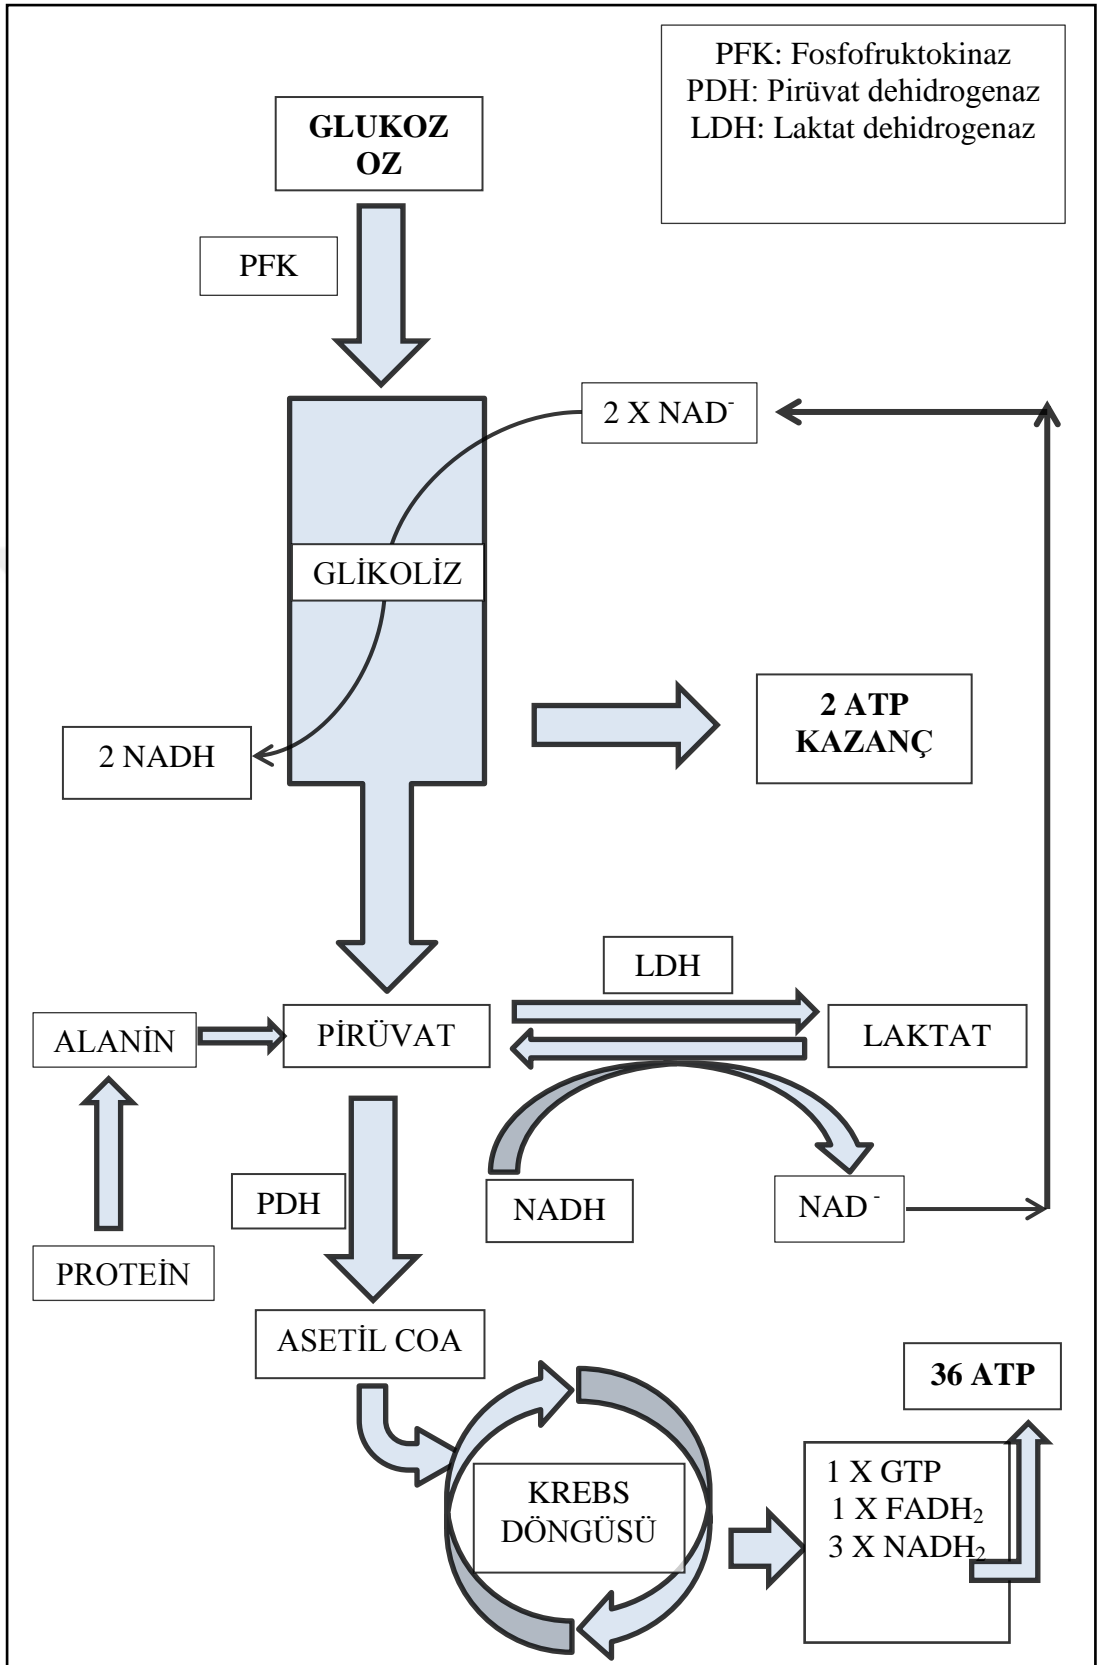 PFK: Fosfofruktokinaz
PDH: Pirüvat dehidrogenaz
LDH: Laktat dehidrogenaz
GLUKOZ
OZ
PFK
2 X NAD⁻
GLİKOLİZ
2 ATP
KAZANÇ
2 NADH
LDH
ALANİN
PİRÜVAT
LAKTAT
PDH
NADH
NAD ⁻
PROTEİN
ASETİL COA
36 ATP
KREBS
DÖNGÜSÜ
1 X GTP
1 X FADH₂
3 X NADH₂